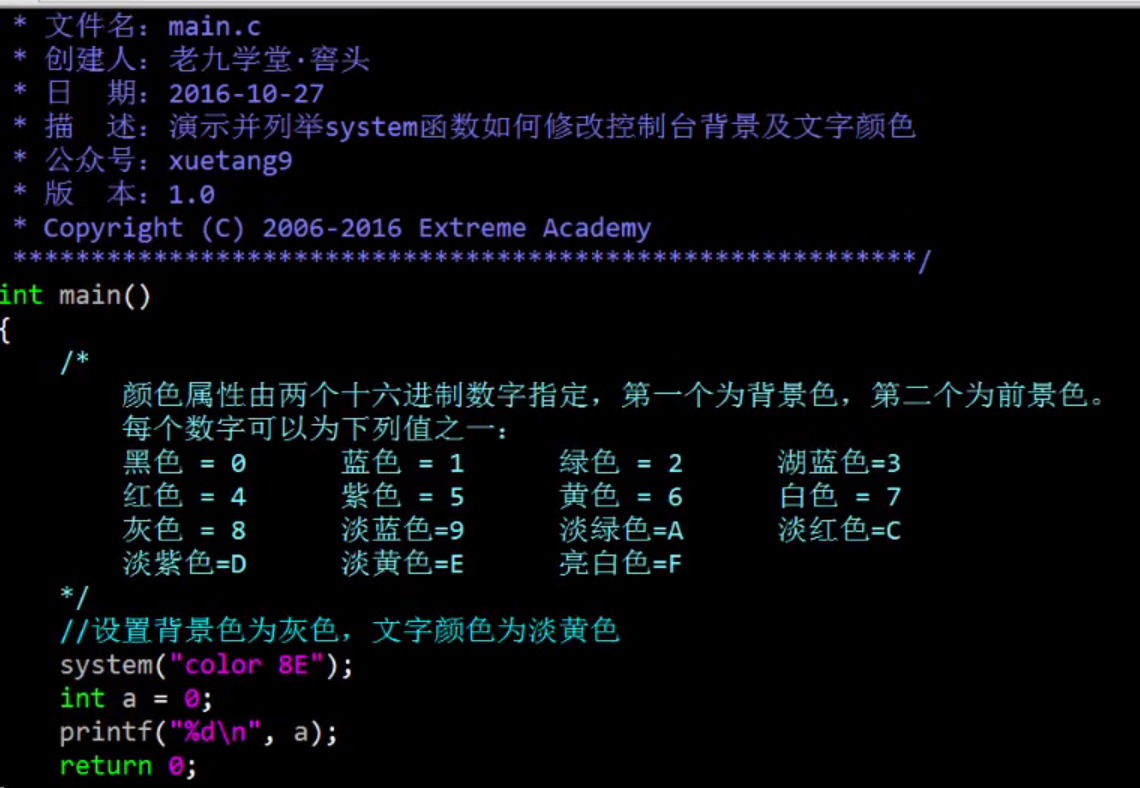 * 文件名：main.c
* 创建人：老九学堂·窖头
* 日　期：2016-10-27
* 描　述：演示并列举system函数如何修改控制台背景及文字颜色
* 公众号：xuetang9
* 版　本：1.0
* Copyright (C) 2006-2016 Extreme Academy
**********************************************************/
int main()
{
    /*
        颜色属性由两个十六进制数字指定，第一个为背景色，第二个为前景色。
        每个数字可以为下列值之一：
        黑色 = 0      蓝色 = 1      绿色 = 2      湖蓝色=3
        红色 = 4      紫色 = 5      黄色 = 6      白色 = 7
        灰色 = 8      淡蓝色=9      淡绿色=A      淡红色=C
        淡紫色=D      淡黄色=E      亮白色=F
    */
    //设置背景色为灰色，文字颜色为淡黄色
    system("color 8E");
    int a = 0;
    printf("%d\n", a);
    return 0;